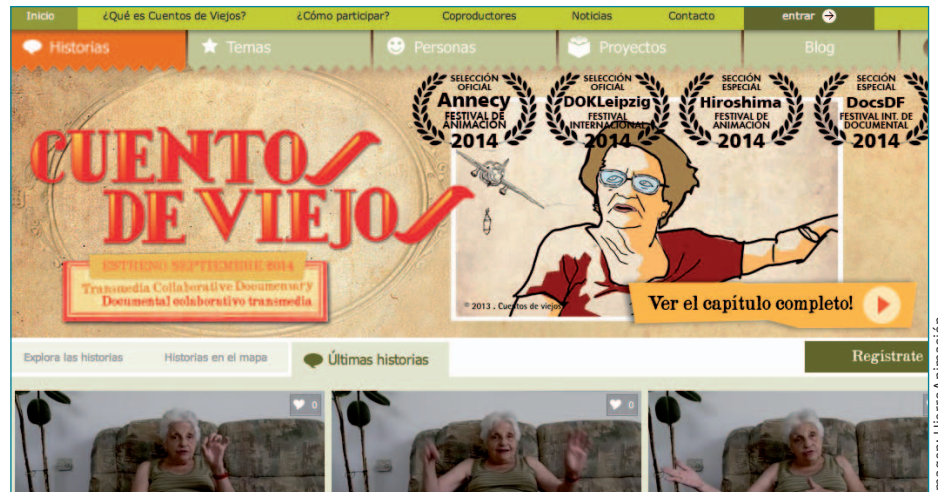 Inicio ¿Qué es Cuentos de Viejos? ¿Cómo participar? Coproductores Noticias Contacto entrar
Historias Temas Personas Proyectos Blog
SELECCIÓN OFICIAL
Annecy
FESTIVAL DE ANIMACIÓN
2014
SELECCIÓN OFICIAL
DOKLeipzig
FESTIVAL INTERNACIONAL
2014
SECCIÓN ESPECIAL
Hiroshima
FESTIVAL DE ANIMACIÓN
2014
SECCIÓN ESPECIAL
DocsDF
FESTIVAL INT. DE DOCUMENTAL
2014
CUENTOS
DE VIEJOS
ESTRENO SEPTIEMBRE 2014
Transmedia Collaborative Documentary
Documental colaborativo transmedia
© 2013 . Cuentos de viejos
Ver el capítulo completo!
Explora las historias Historias en el mapa Últimas historias Regístrate
0 0
Imagen: HierroAnimación